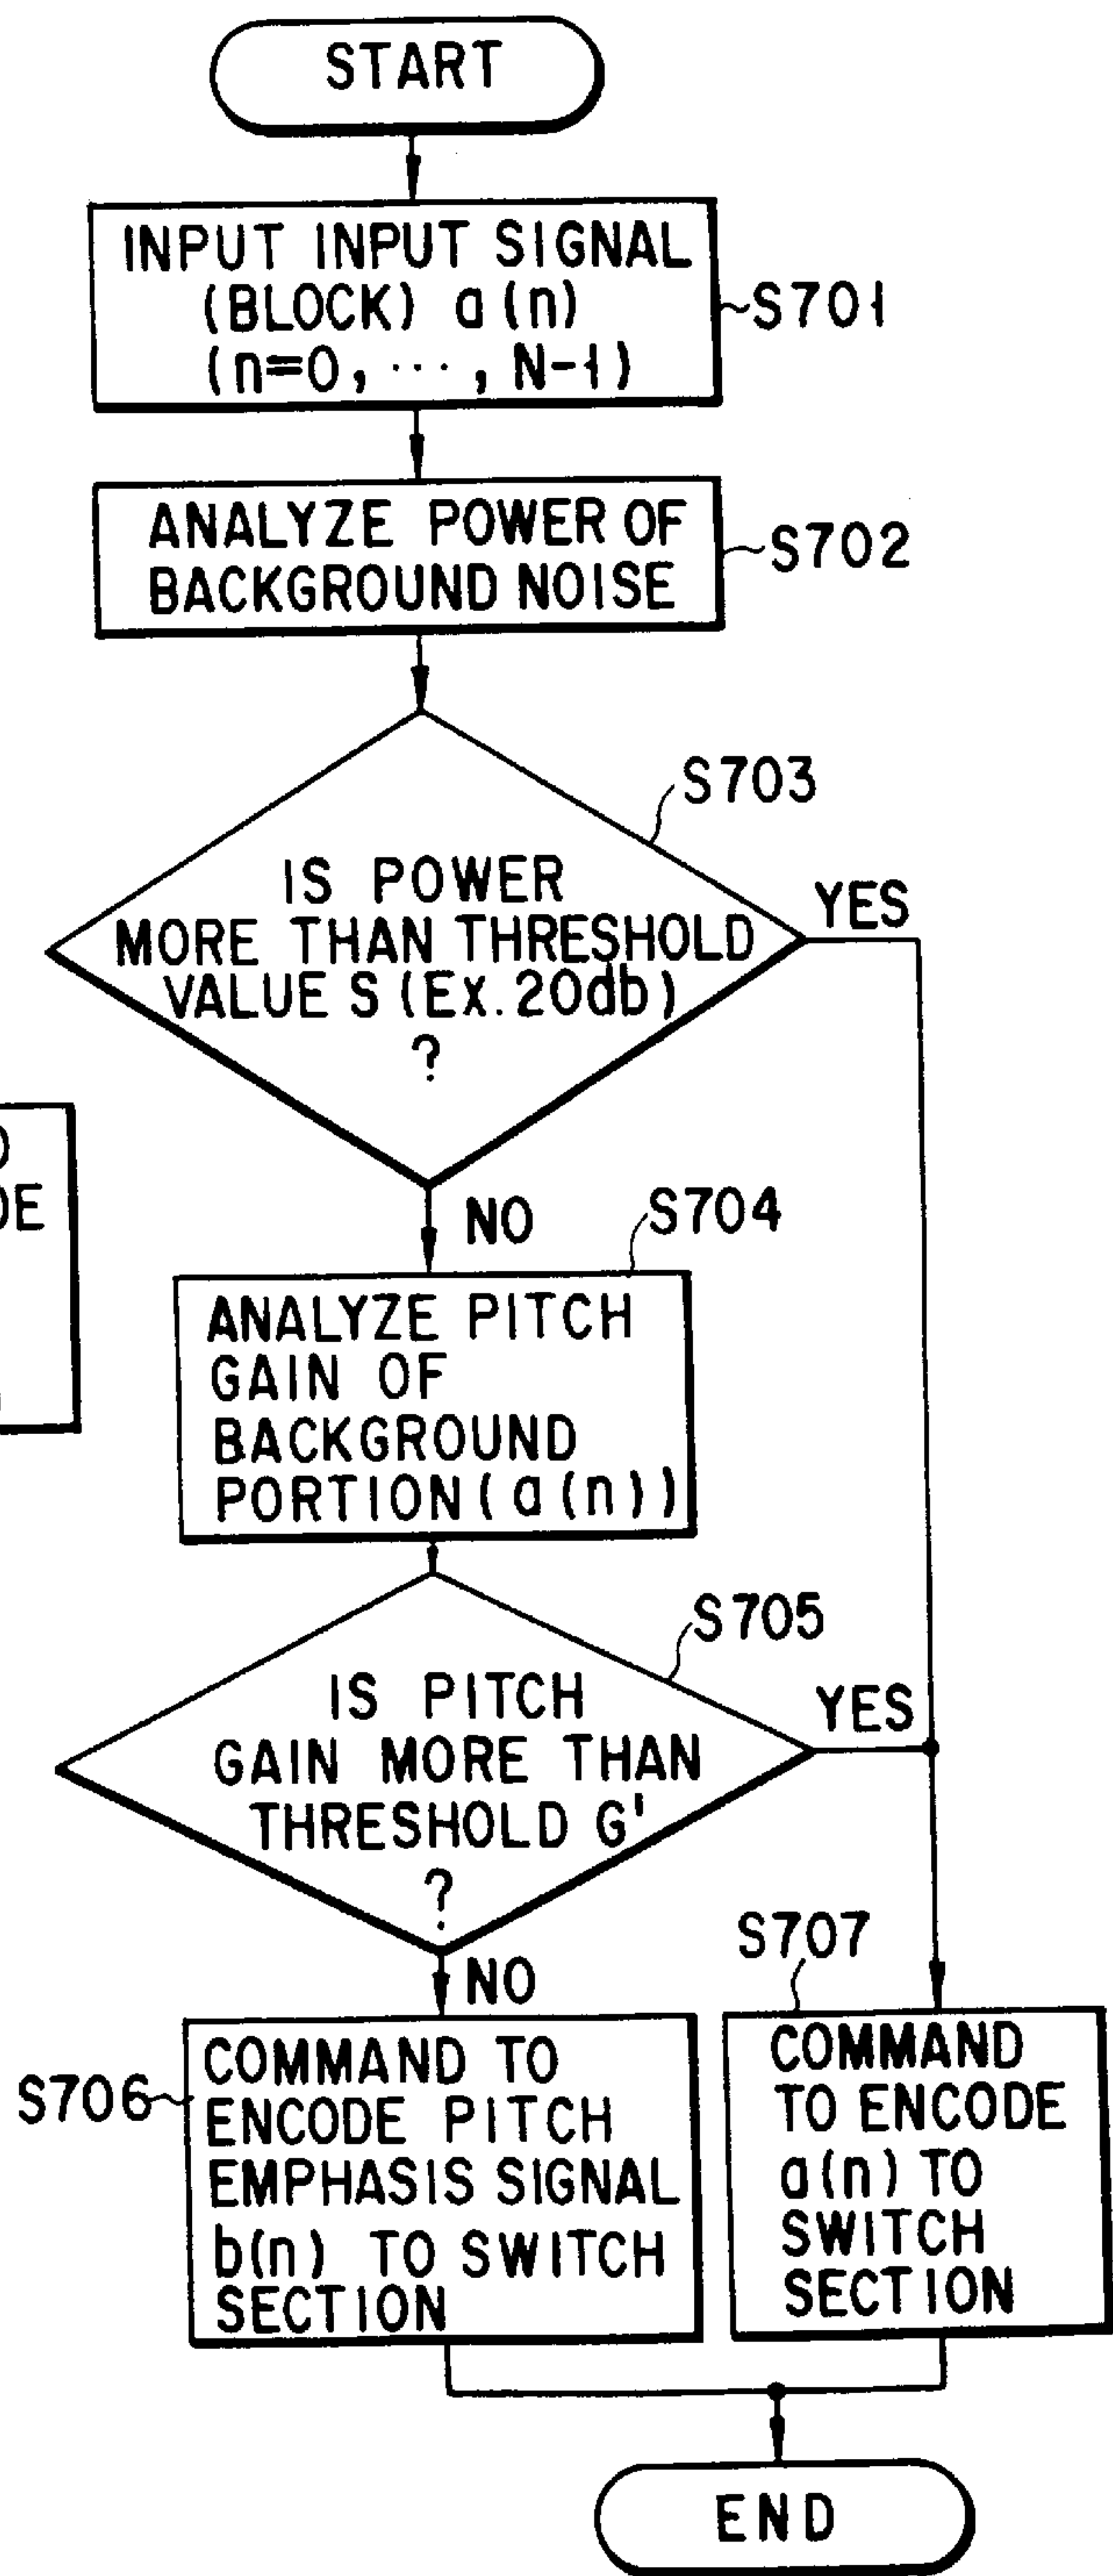 START
INPUT INPUT SIGNAL
(BLOCK) a(n)
(n=0, ..., N-1)
S701
ANALYZE POWER OF
BACKGROUND NOISE
S702
S703
IS POWER
MORE THAN THRESHOLD
VALUE S (Ex.20db)
?
YES
NO
DE
S704
ANALYZE PITCH
GAIN OF
BACKGROUND
PORTION(a(n))
S705
IS PITCH
GAIN MORE THAN
THRESHOLD G'
?
YES
NO
S706
COMMAND TO
ENCODE PITCH
EMPHASIS SIGNAL
b(n) TO SWITCH
SECTION
S707
COMMAND
TO ENCODE
a(n) TO
SWITCH
SECTION
END